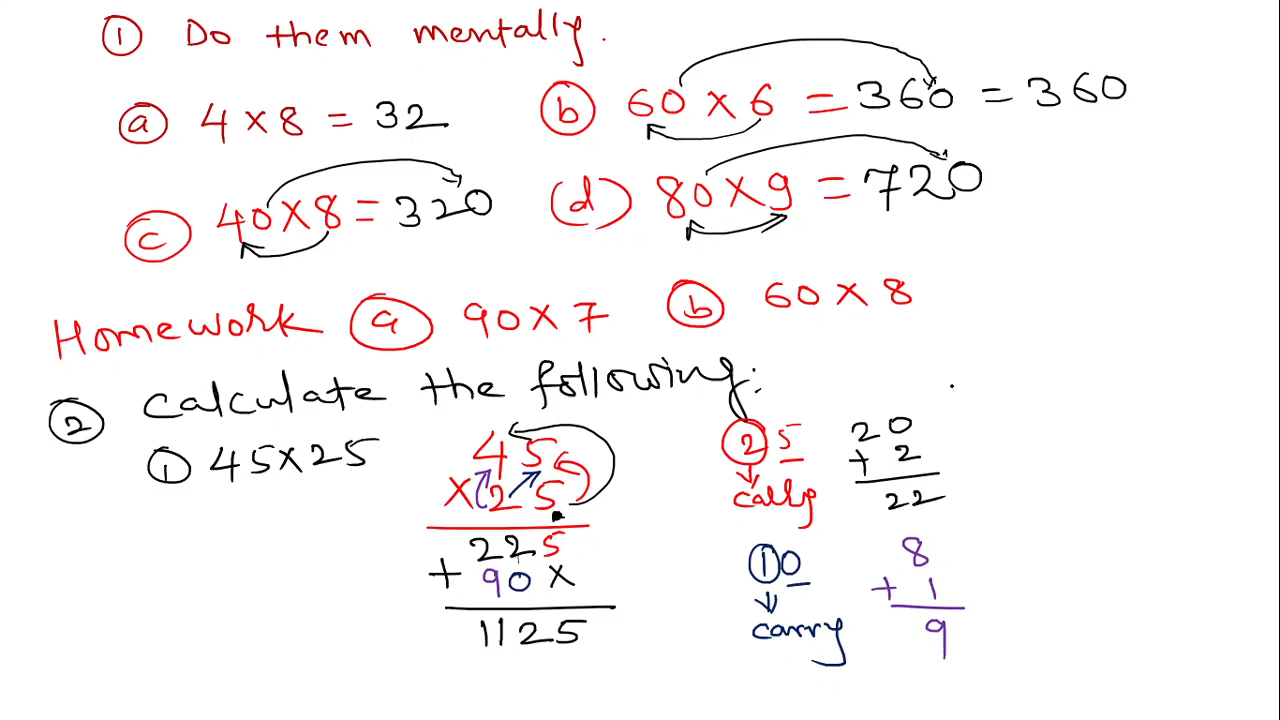 ① Do them mentally.
ⓐ 4 × 8 = 32 ⓑ 60 × 6 = 360 = 360
ⓒ 40 × 8 = 320 (d) 80 × 9 = 720
Homework ⓐ 90 × 7 ⓑ 60 × 8
② Calculate the following:
① 45 × 25
45
× 25
225
+ 90 ×
1125
25
carry
20
+ 2
22
10
carry
8
+ 1
9